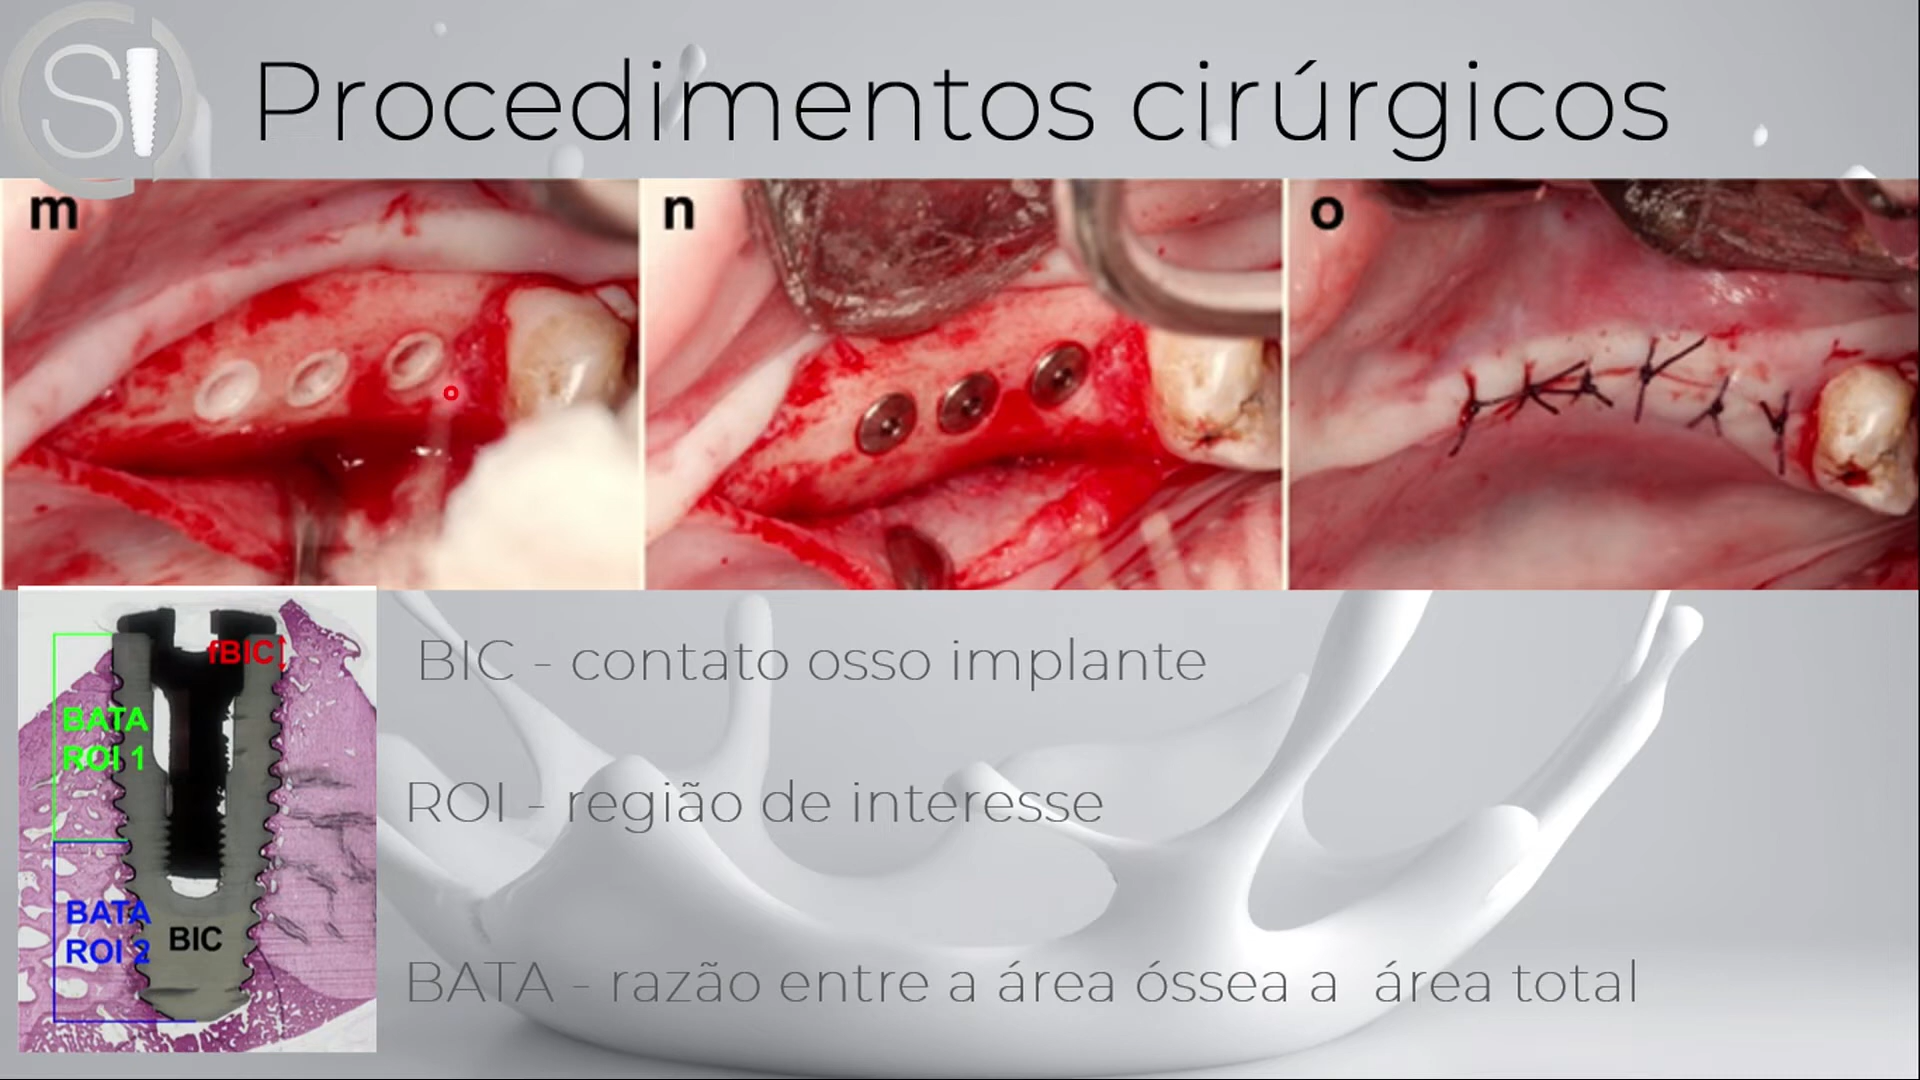 SI
Procedimentos cirúrgicos
m
n
o
fBIC
BATA
ROI 1
BATA
ROI 2
BIC
BIC - contato osso implante
ROI - região de interesse
BATA - razão entre a área óssea a área total